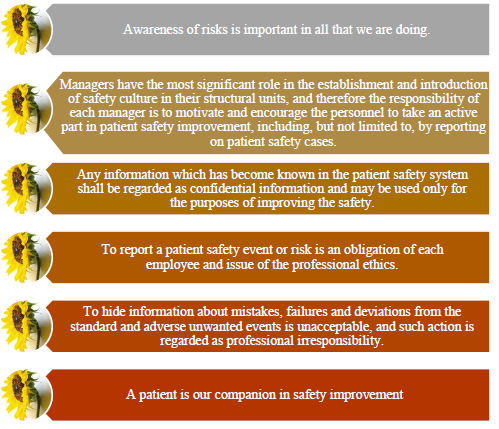 Awareness of risks is important in all that we are doing.
Managers have the most significant role in the establishment and introduction
of safety culture in their structural units, and therefore the responsibility of
each manager is to motivate and encourage the personnel to take an active
part in patient safety improvement, including, but not limited to, by reporting
on patient safety cases.
Any information which has become known in the patient safety system
shall be regarded as confidential information and may be used only for
the purposes of improving the safety.
To report a patient safety event or risk is an obligation of each
employee and issue of the professional ethics.
To hide information about mistakes, failures and deviations from the
standard and adverse unwanted events is unacceptable, and such action is
regarded as professional irresponsibility.
A patient is our companion in safety improvement